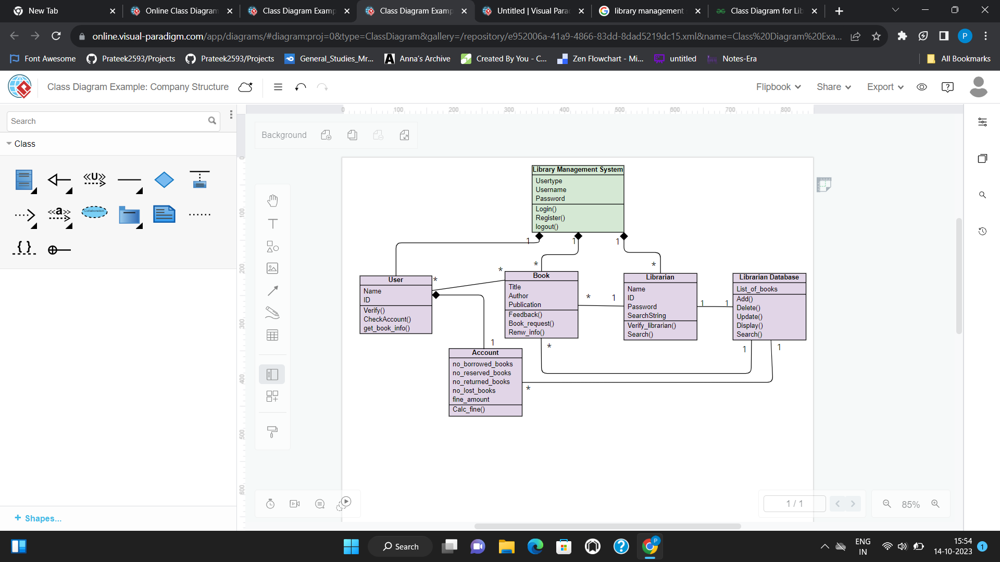 New Tab
Online Class Diagram
Class Diagram Examp
Class Diagram Examp
Untitled | Visual Para
library management s
Class Diagram for Lib
online.visual-paradigm.com/app/diagrams/#diagram:proj=0&type=ClassDiagram&gallery=/repository/e952006a-41a9-4866-83dd-8dad5219dc15.xml&name=Class%20Diagram%20Exa...
P
Font Awesome
Prateek2593/Projects
Prateek2593/Projects
General_Studies_Mr...
Anna's Archive
Created By You - C...
Zen Flowchart - Mi...
untitled
Notes-Era
All Bookmarks
Class Diagram Example: Company Structure
Flipbook
Share
Export
Search
Class
<<U>>
<<a>>
Collaboration
{ }
+ Shapes...
Background
0 100 200 300 400 500 600 700 800
0
100
200
300
400
500
600
Library Management System
Usertype
Username
Password
Login()
Register()
logout()
1
1
1
*
*
User
Name
ID
Verify()
CheckAccount()
get_book_info()
*
*
Book
Title
Author
Publication
Feedback()
Book_request()
Renw_info()
*
1
Librarian
Name
ID
Password
SearchString
Verify_librarian()
Search()
1
1
Librarian Database
List_of_books
Add()
Delete()
Update()
Display()
Search()
1
*
1
1
Account
no_borrowed_books
no_reserved_books
no_returned_books
no_lost_books
fine_amount
Calc_fine()
*
1 / 1
85%
Search
P
ENG
IN
15:54
14-10-2023
1